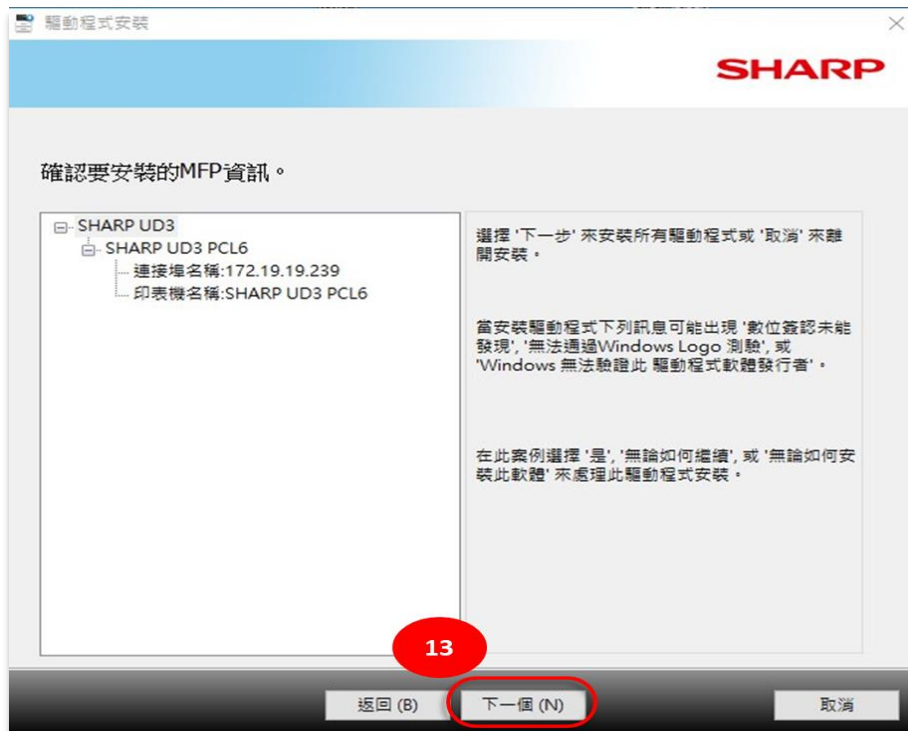 驅動程式安裝
SHARP
確認要安裝的MFP資訊。
SHARP UD3
SHARP UD3 PCL6
連接埠名稱:172.19.19.239
印表機名稱:SHARP UD3 PCL6
選擇 '下一步' 來安裝所有驅動程式或 '取消' 來離
開安裝。
當安裝驅動程式下列訊息可能出現 '數位簽認未能
發現', '無法通過Windows Logo 測驗', 或
'Windows 無法驗證此 驅動程式軟體發行者'。
在此案例選擇 '是', '無論如何繼續', 或 '無論如何安
裝此軟體' 來處理此驅動程式安裝。
13
返回 (B)
下一個 (N)
取消